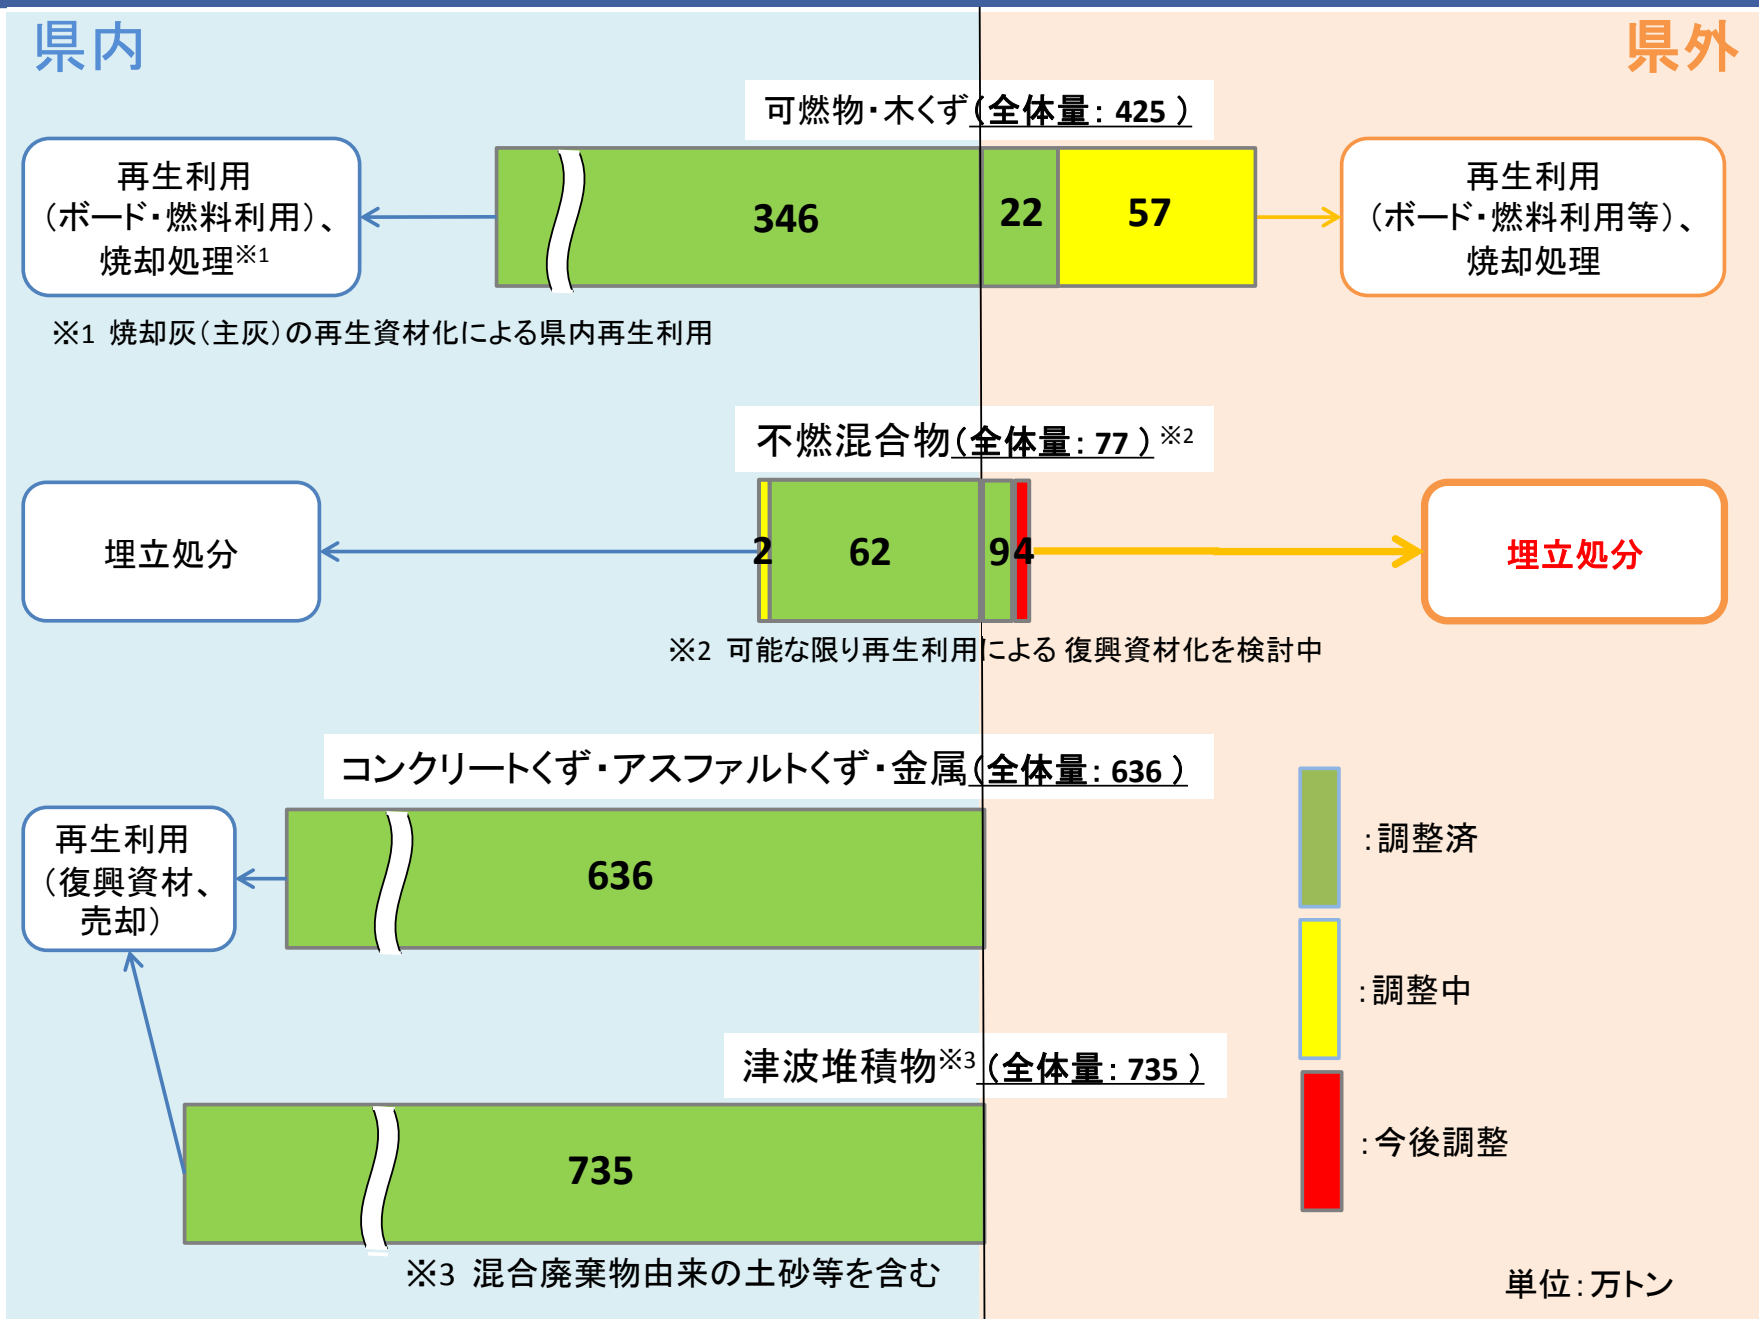 県内
県外
可燃物・木くず(全体量：425 )
再生利用
（ボード・燃料利用）、
焼却処理※1
346
22
57
再生利用
（ボード・燃料利用等）、
焼却処理
※1 焼却灰（主灰）の再生資材化による県内再生利用
不燃混合物(全体量：77 )※2
埋立処分
2
62
9
4
埋立処分
※2 可能な限り再生利用による 復興資材化を検討中
コンクリートくず・アスファルトくず・金属(全体量：636 )
再生利用
（復興資材、
売却）
636
：調整済
：調整中
津波堆積物※3(全体量：735 )
：今後調整
735
※3 混合廃棄物由来の土砂等を含む
単位：万トン